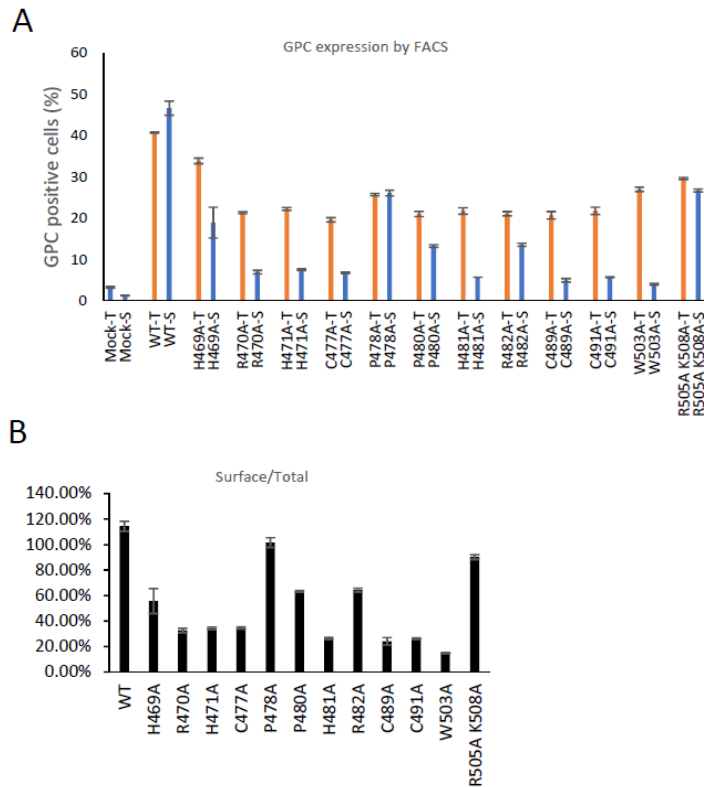 A
GPC expression by FACS
GPC positive cells (%)
60
50
40
30
20
10
0
Mock-T
Mock-S
WT-T
WT-S
H469A-T
H469A-S
R470A-T
R470A-S
H471A-T
H471A-S
C477A-T
C477A-S
P478A-T
P478A-S
P480A-T
P480A-S
H481A-T
H481A-S
R482A-T
R482A-S
C489A-T
C489A-S
C491A-T
C491A-S
W503A-T
W503A-S
R505A K508A-T
R505A K508A-S
B
Surface/Total
140.00%
120.00%
100.00%
80.00%
60.00%
40.00%
20.00%
0.00%
WT
H469A
R470A
H471A
C477A
P478A
P480A
H481A
R482A
C489A
C491A
W503A
R505A K508A